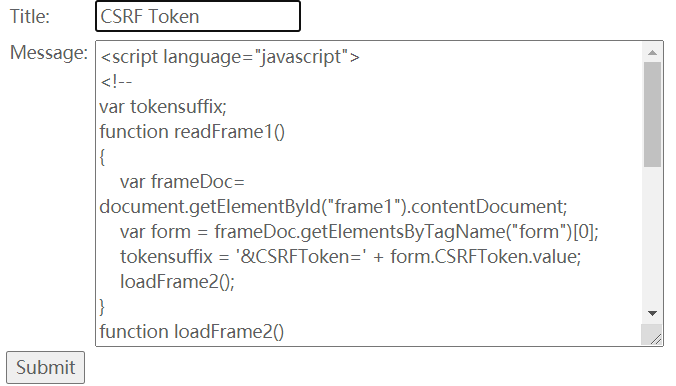 Title: CSRF Token
Message:
<script language="javascript">
<!--
var tokensuffix;
function readFrame1()
{
    var frameDoc=
document.getElementById("frame1").contentDocument;
    var form = frameDoc.getElementsByTagName("form")[0];
    tokensuffix = '&CSRFToken=' + form.CSRFToken.value;
    loadFrame2();
}
function loadFrame2()
Submit